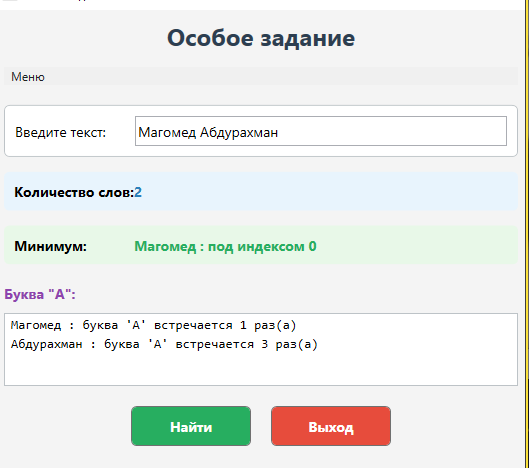 Особое задание
Меню
Введите текст: Магомед Абдурахман
Количество слов:2
Минимум: Магомед : под индексом 0
Буква "А":
Магомед : буква 'А' встречается 1 раз(а)
Абдурахман : буква 'А' встречается 3 раз(а)
Найти Выход